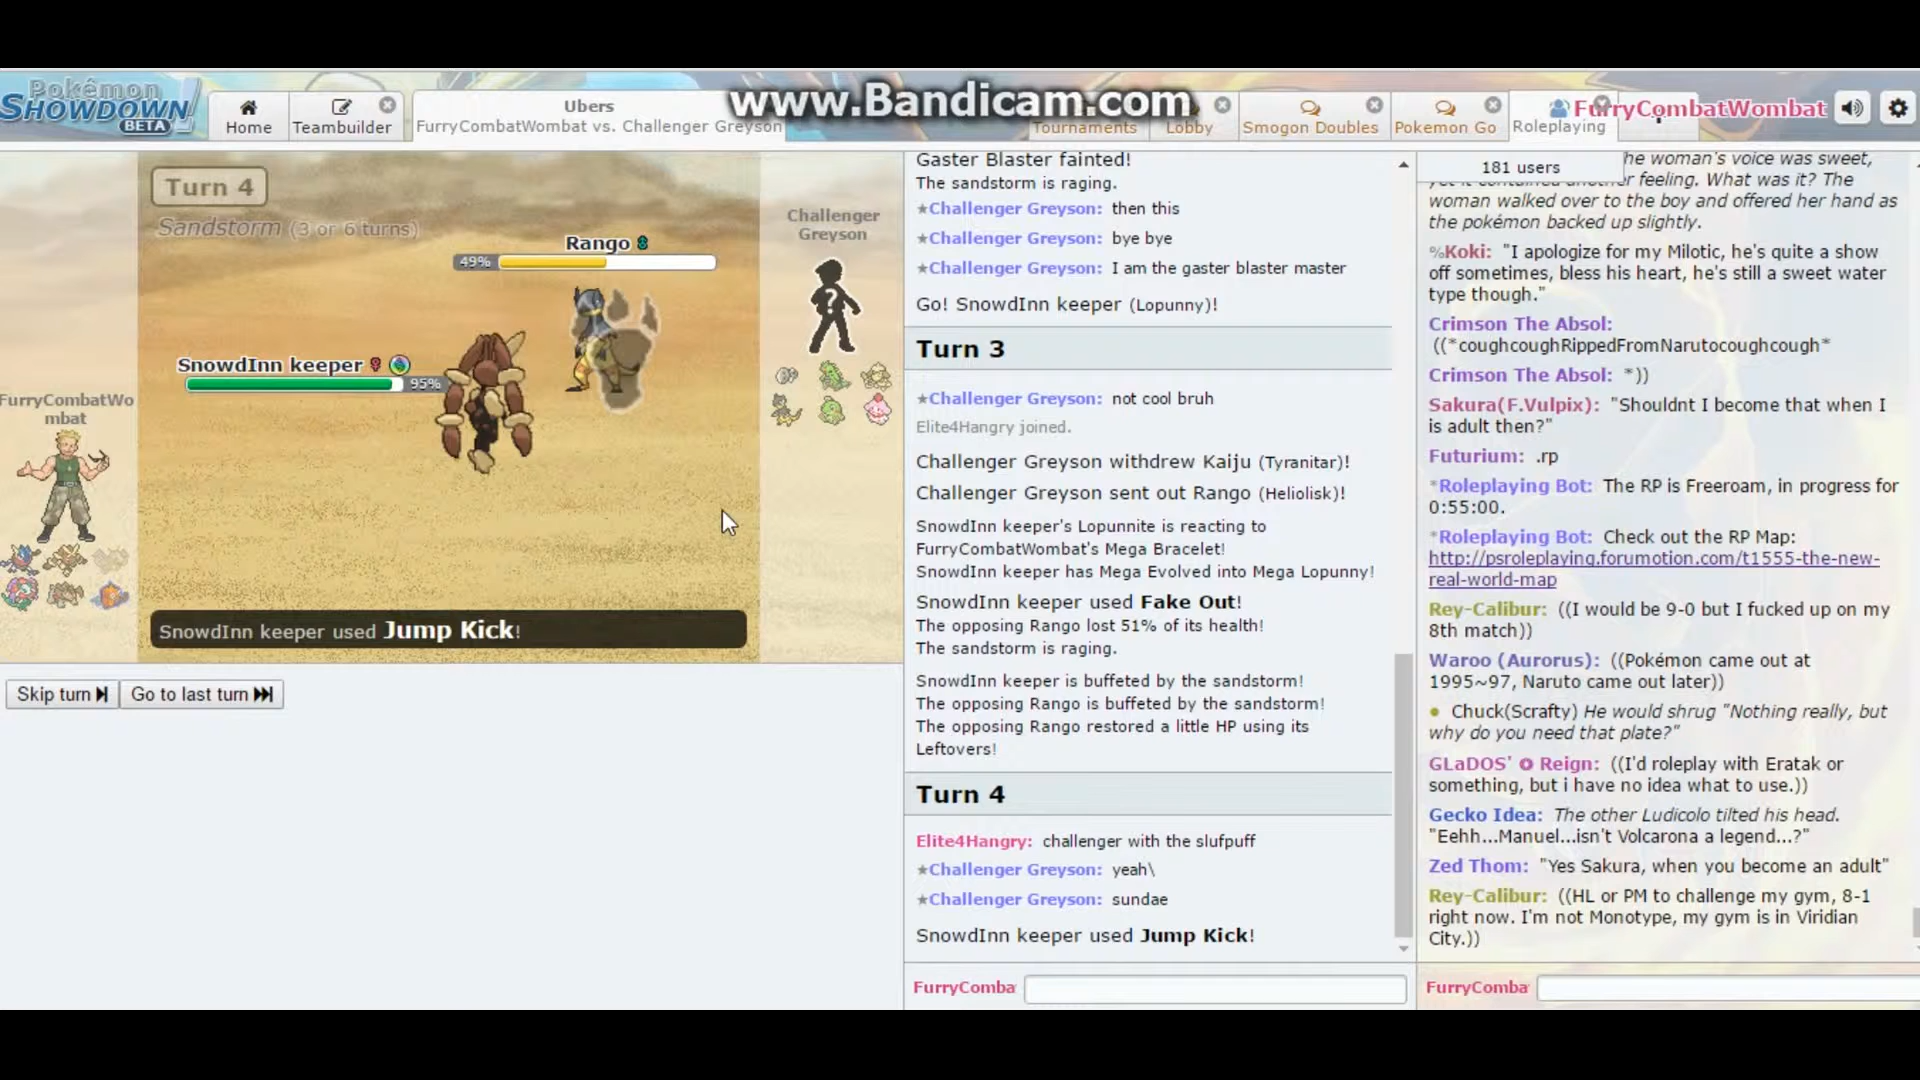 www.Bandicam.com
Pokémon
SHOWDOWN!
BETA
Home
Teambuilder
Ubers
FurryCombatWombat vs. Challenger Greyson
Tournaments
Lobby
Smogon Doubles
Pokemon Go
Roleplaying
FurryCombatWombat
Turn 4
Sandstorm (3 or 6 turns)
Rango
49%
SnowdInn keeper
95%
FurryCombatWo
mbat
Challenger
Greyson
?
SnowdInn keeper used Jump Kick!
Skip turn
Go to last turn
Gaster Blaster fainted!
The sandstorm is raging.
★Challenger Greyson: then this
★Challenger Greyson: bye bye
★Challenger Greyson: I am the gaster blaster master
Go! SnowdInn keeper (Lopunny)!
Turn 3
★Challenger Greyson: not cool bruh
Elite4Hangry joined.
Challenger Greyson withdrew Kaiju (Tyranitar)!
Challenger Greyson sent out Rango (Heliolisk)!
SnowdInn keeper's Lopunnite is reacting to
FurryCombatWombat's Mega Bracelet!
SnowdInn keeper has Mega Evolved into Mega Lopunny!
SnowdInn keeper used Fake Out!
The opposing Rango lost 51% of its health!
The sandstorm is raging.
SnowdInn keeper is buffeted by the sandstorm!
The opposing Rango is buffeted by the sandstorm!
The opposing Rango restored a little HP using its
Leftovers!
Turn 4
Elite4Hangry: challenger with the slufpuff
★Challenger Greyson: yeah\
★Challenger Greyson: sundae
SnowdInn keeper used Jump Kick!
FurryComba
181 users
he woman's voice was sweet,
yet it contained another feeling. What was it? The
woman walked over to the boy and offered her hand as
the pokémon backed up slightly.
%Koki: "I apologize for my Milotic, he's quite a show
off sometimes, bless his heart, he's still a sweet water
type though."
Crimson The Absol:
((*coughcoughRippedFromNarutocoughcough*
Crimson The Absol: *))
Sakura(F.Vulpix): "Shouldnt I become that when I
is adult then?"
Futurium: .rp
*Roleplaying Bot: The RP is Freeroam, in progress for
0:55:00.
*Roleplaying Bot: Check out the RP Map:
http://psroleplaying.forumotion.com/t1555-the-new-
real-world-map
Rey-Calibur: ((I would be 9-0 but I fucked up on my
8th match))
Waroo (Aurorus): ((Pokémon came out at
1995~97, Naruto came out later))
• Chuck(Scrafty) He would shrug "Nothing really, but
why do you need that plate?"
GLaDOS' ✪ Reign: ((I'd roleplay with Eratak or
something, but i have no idea what to use.))
Gecko Idea: The other Ludicolo tilted his head.
"Eehh...Manuel...isn't Volcarona a legend...?"
Zed Thom: "Yes Sakura, when you become an adult"
Rey-Calibur: ((HL or PM to challenge my gym, 8-1
right now. I'm not Monotype, my gym is in Viridian
City.))
FurryComba